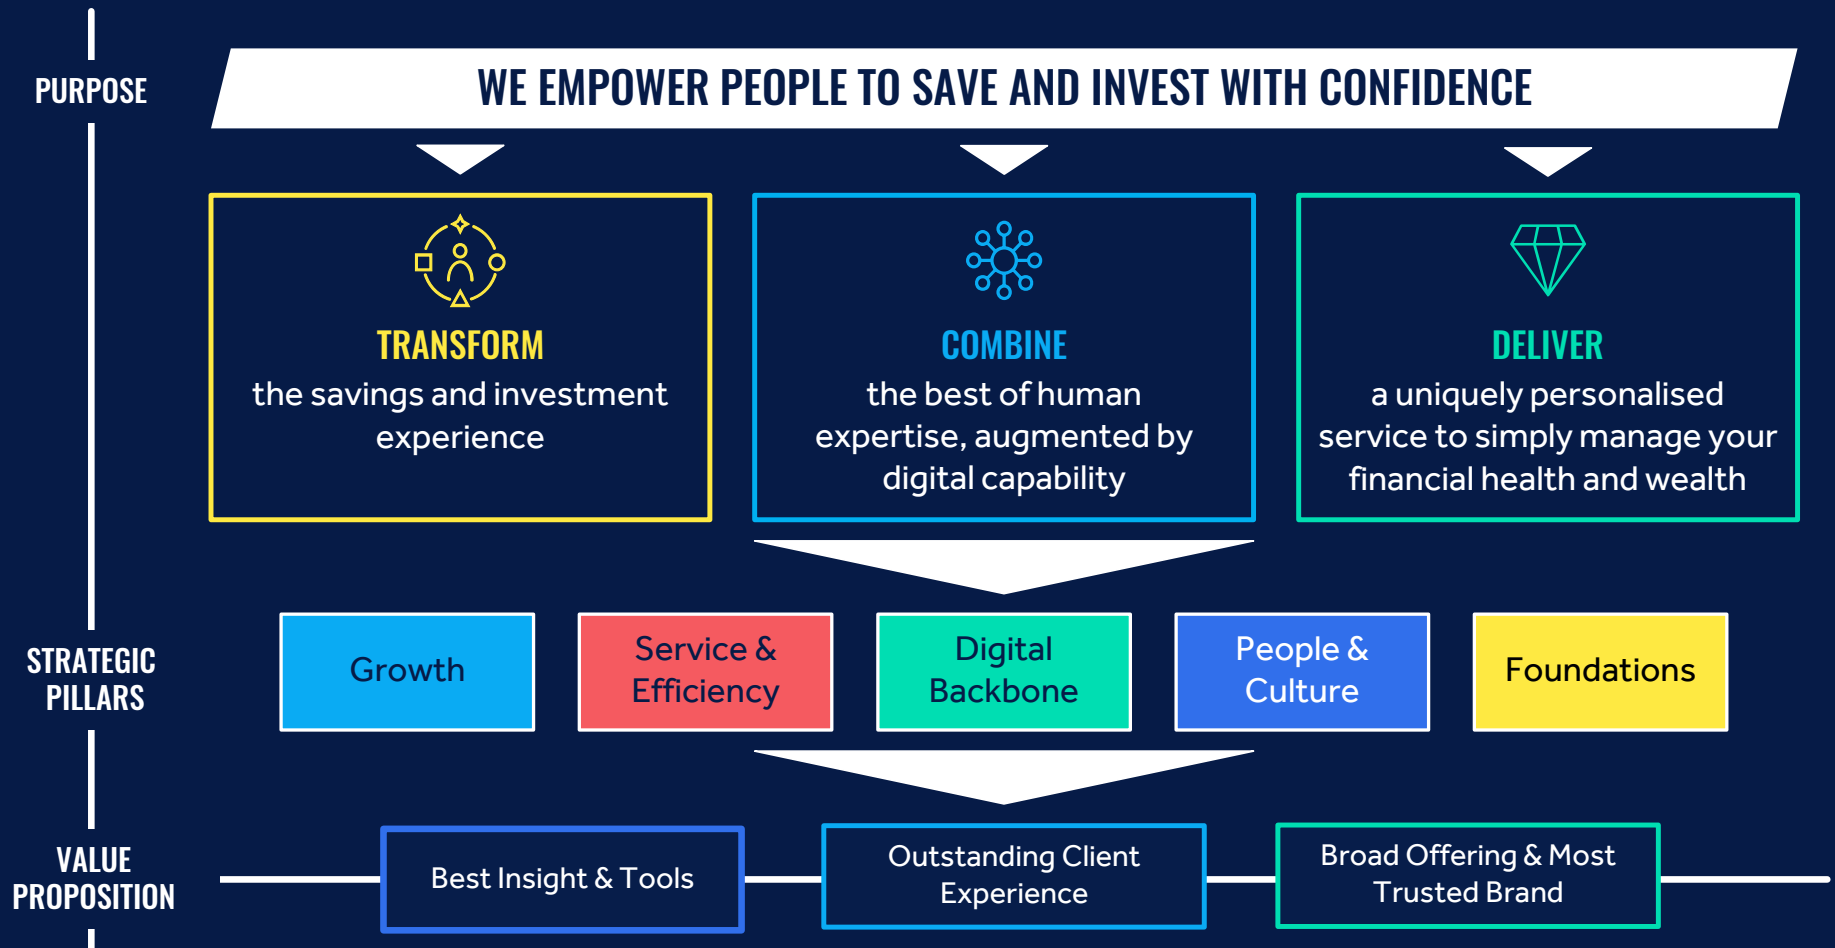 PURPOSE
WE EMPOWER PEOPLE TO SAVE AND INVEST WITH CONFIDENCE
TRANSFORM
the savings and investment
experience
COMBINE
the best of human
expertise, augmented by
digital capability
DELIVER
a uniquely personalised
service to simply manage your
financial health and wealth
STRATEGIC
PILLARS
Growth
Service &
Efficiency
Digital
Backbone
People &
Culture
Foundations
VALUE
PROPOSITION
Best Insight & Tools
Outstanding Client
Experience
Broad Offering & Most
Trusted Brand